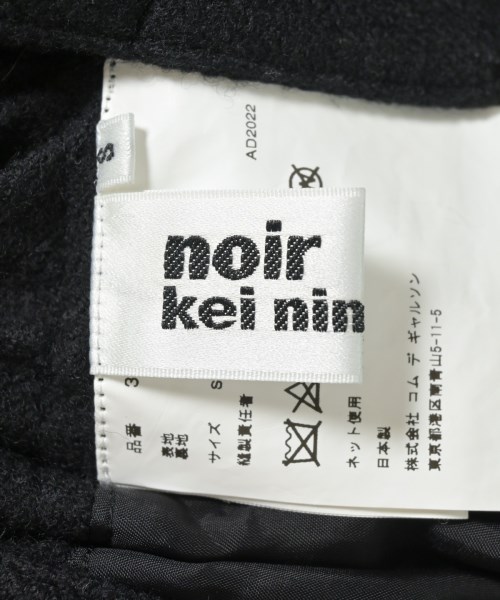 noir
kei nin
S
AD2022
品番 3
表地
裏地
サイズ S
縫製責任者
ネット使用
日本製
株式会社 コム デ ギャルソン
東京都港区南青山5-11-5